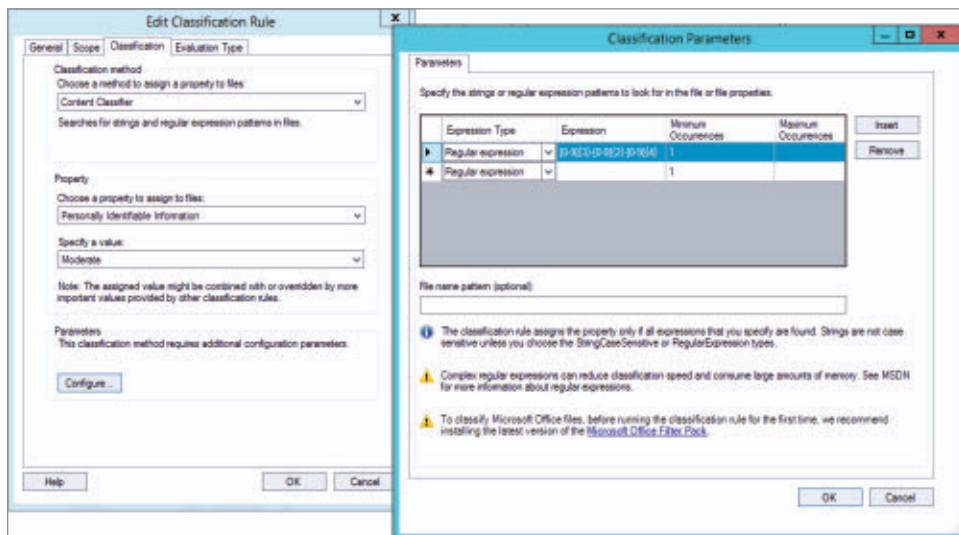 Edit Classification Rule
x
General Scope Classification Evaluation Type
Classification method
Choose a method to assign a property to files:
Content Classifier
Searches for strings and regular expression patterns in files.
Property
Choose a property to assign to files:
Personally Identifiable Information
Specify a value:
Moderate
Note: The assigned value might be combined with or overridden by more
important values provided by other classification rules.
Parameters
This classification method requires additional configuration parameters.
Configure...
Help
OK
Cancel
Classification Parameters
x
Parameters
Specify the strings or regular expression patterns to look for in the file or file properties.
Expression Type Expression Minimum Occurrences Maximum Occurrences
Regular expression [0-9]{3}-[0-9]{2}-[0-9]{4} 1
Regular expression 1
Insert
Remove
File name pattern (optional):
The classification rule assigns the property only if all expressions that you specify are found. Strings are not case
sensitive unless you choose the StringCaseSensitive or RegularExpression types.
Complex regular expressions can reduce classification speed and consume large amounts of memory. See MSDN
for more information about regular expressions.
To classify Microsoft Office files, before running the classification rule for the first time, we recommend
installing the latest version of the Microsoft Office Filter Pack.
OK
Cancel